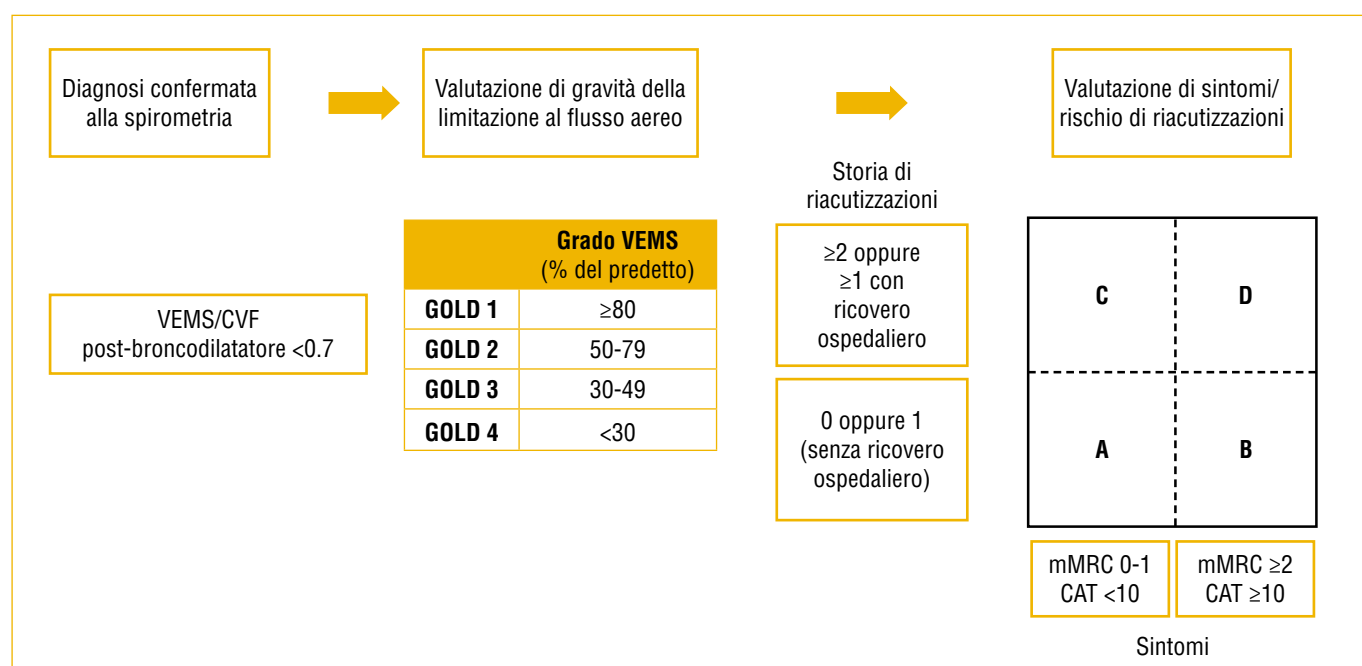 Diagnosi confermata
alla spirometria
Valutazione di gravità della
limitazione al flusso aereo
Valutazione di sintomi/
rischio di riacutizzazioni
VEMS/CVF
post-broncodilatatore <0.7
Grado VEMS
(% del predetto)
GOLD 1 ≥80
GOLD 2 50-79
GOLD 3 30-49
GOLD 4 <30
Storia di
riacutizzazioni
≥2 oppure
≥1 con
ricovero
ospedaliero
0 oppure 1
(senza ricovero
ospedaliero)
C D
A B
mMRC 0-1
CAT <10
mMRC ≥2
CAT ≥10
Sintomi